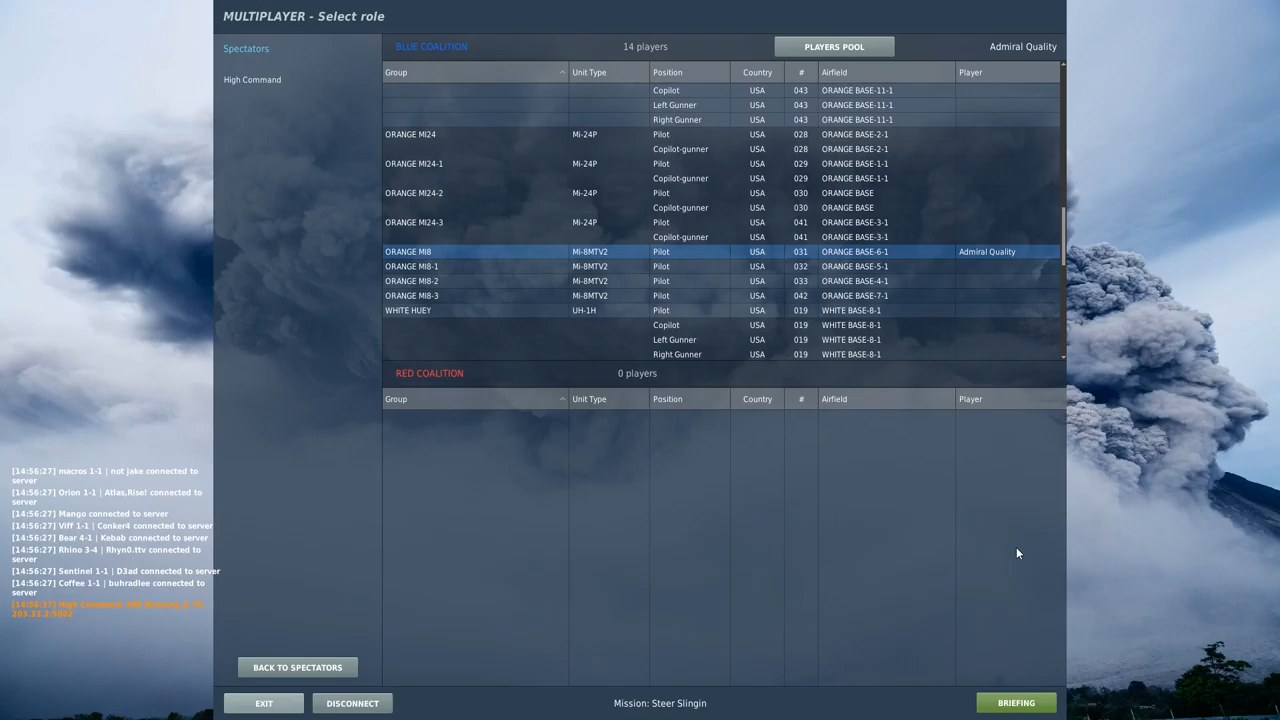 MULTIPLAYER - Select role
Spectators
High Command
BLUE COALITION 14 players PLAYERS POOL Admiral Quality
Group Unit Type Position Country # Airfield Player
Copilot USA 043 ORANGE BASE-11-1
Left Gunner USA 043 ORANGE BASE-11-1
Right Gunner USA 043 ORANGE BASE-11-1
ORANGE MI24 Mi-24P Pilot USA 028 ORANGE BASE-2-1
Copilot-gunner USA 028 ORANGE BASE-2-1
ORANGE MI24-1 Mi-24P Pilot USA 029 ORANGE BASE-1-1
Copilot-gunner USA 029 ORANGE BASE-1-1
ORANGE MI24-2 Mi-24P Pilot USA 030 ORANGE BASE
Copilot-gunner USA 030 ORANGE BASE
ORANGE MI24-3 Mi-24P Pilot USA 041 ORANGE BASE-3-1
Copilot-gunner USA 041 ORANGE BASE-3-1
ORANGE MI8 Mi-8MTV2 Pilot USA 031 ORANGE BASE-6-1 Admiral Quality
ORANGE MI8-1 Mi-8MTV2 Pilot USA 032 ORANGE BASE-5-1
ORANGE MI8-2 Mi-8MTV2 Pilot USA 033 ORANGE BASE-4-1
ORANGE MI8-3 Mi-8MTV2 Pilot USA 042 ORANGE BASE-7-1
WHITE HUEY UH-1H Pilot USA 019 WHITE BASE-8-1
Copilot USA 019 WHITE BASE-8-1
Left Gunner USA 019 WHITE BASE-8-1
Right Gunner USA 019 WHITE BASE-8-1
RED COALITION 0 players
Group Unit Type Position Country # Airfield Player
[14:56:27] macros 1-1 | not jake connected to
server
[14:56:27] Orion 1-1 | Atlas,Rise! connected to
server
[14:56:27] Mango connected to server
[14:56:27] Viff 1-1 | Conker4 connected to server
[14:56:27] Bear 4-1 | Kebab connected to server
[14:56:27] Rhino 3-4 | Rhyn0.ttv connected to
server
[14:56:27] Sentinel 1-1 | D3ad connected to server
[14:56:27] Coffee 1-1 | buhradlee connected to
server
[14:56:37] High Command: SRS Running @
203.33.2:5002
BACK TO SPECTATORS
EXIT DISCONNECT Mission: Steer Slingin BRIEFING